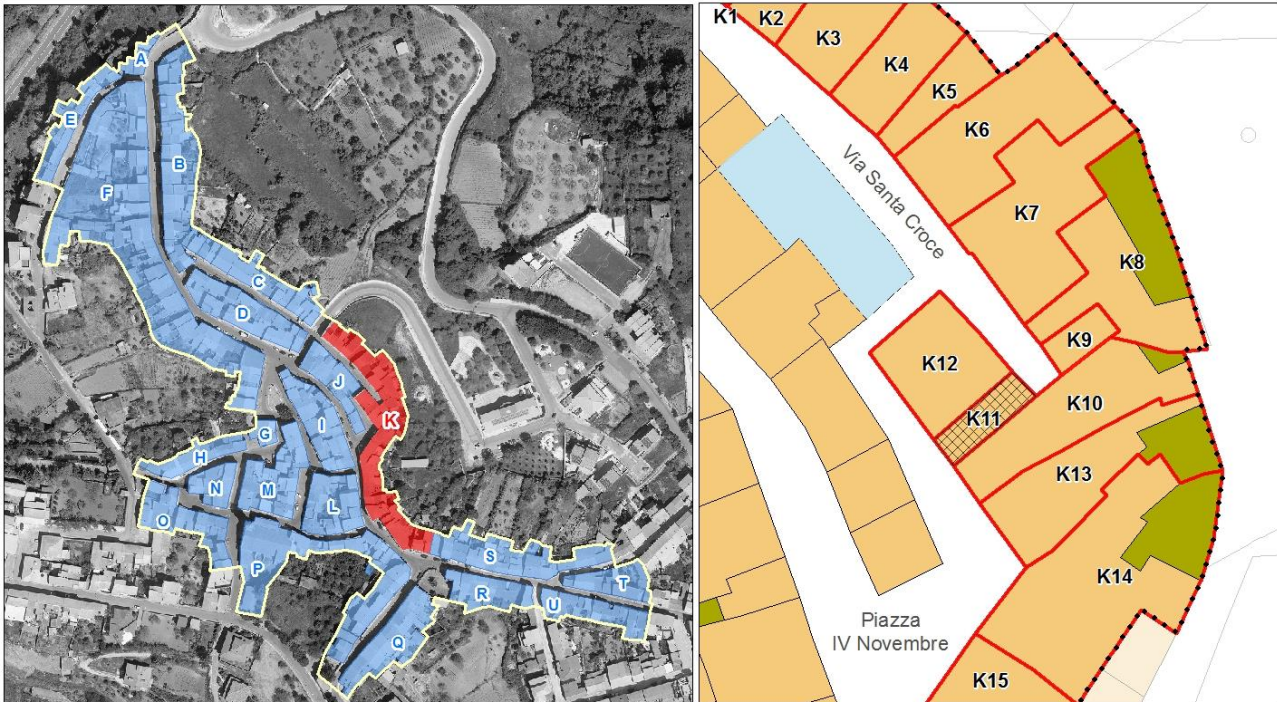 A
E
B
F
C
D
J
K
I
G
H
N
M
L
O
P
S
T
R
U
Q
K1
K2
K3
K4
K5
K6
Via Santa Croce
K7
K8
K9
K12
K10
K11
K13
K14
Piazza
IV Novembre
K15